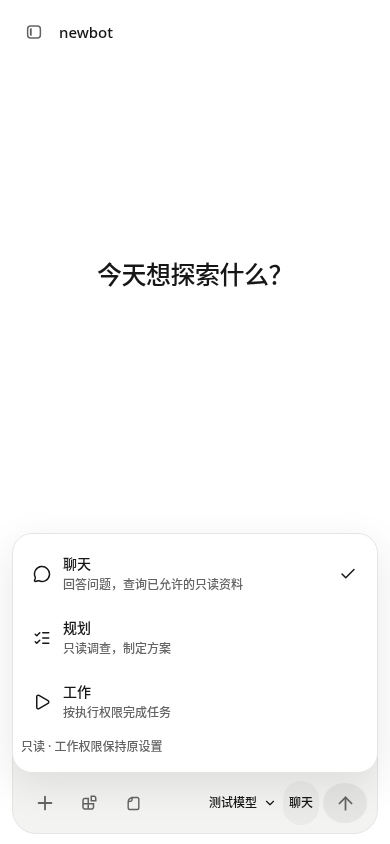 newbot
今天想探索什么？
聊天
回答问题，查询已允许的只读资料
规划
只读调查，制定方案
工作
按执行权限完成任务
只读 · 工作权限保持原设置
测试模型 聊天